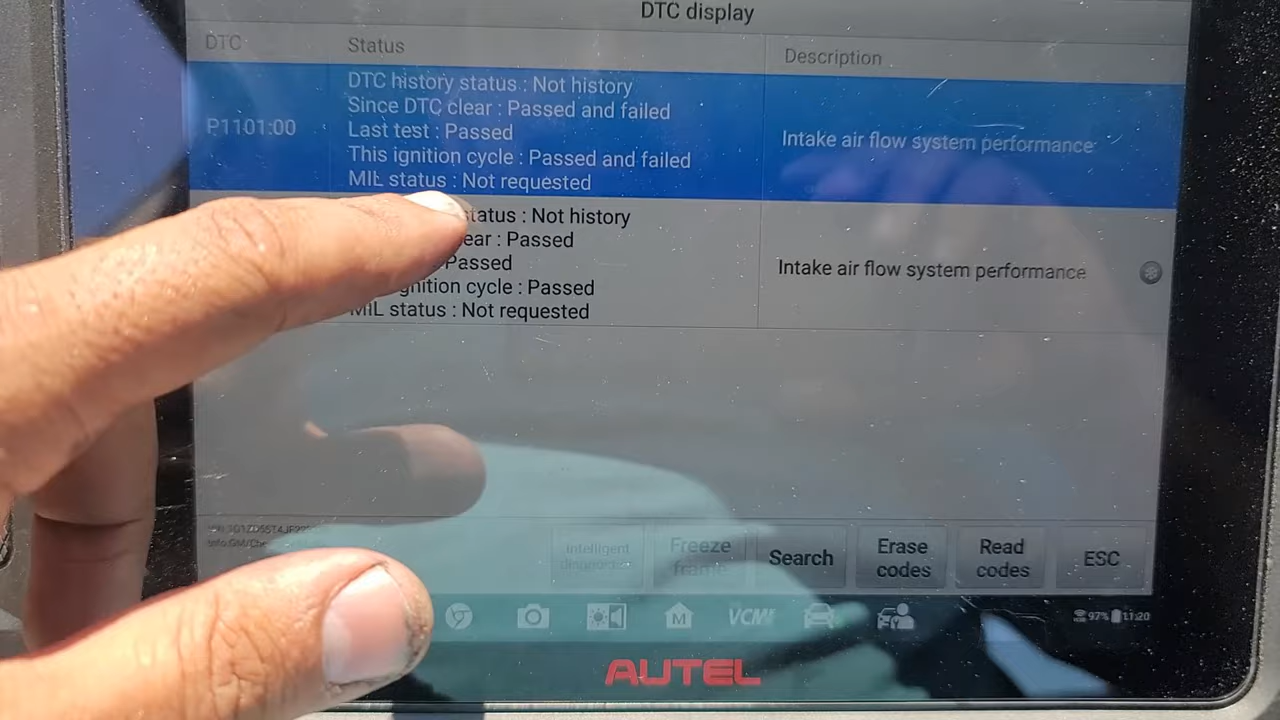 DTC display
DTC Status Description
P1101:00
DTC history status : Not history
Since DTC clear : Passed and failed
Last test : Passed
This ignition cycle : Passed and failed
MIL status : Not requested
Intake air flow system performance
status : Not history
ear : Passed
Passed
gnition cycle : Passed
MIL status : Not requested
Intake air flow system performance
Intelligent
Freeze
frame
Search
Erase
codes
Read
codes
ESC
M
VCMI
97% 11:20
AUTEL